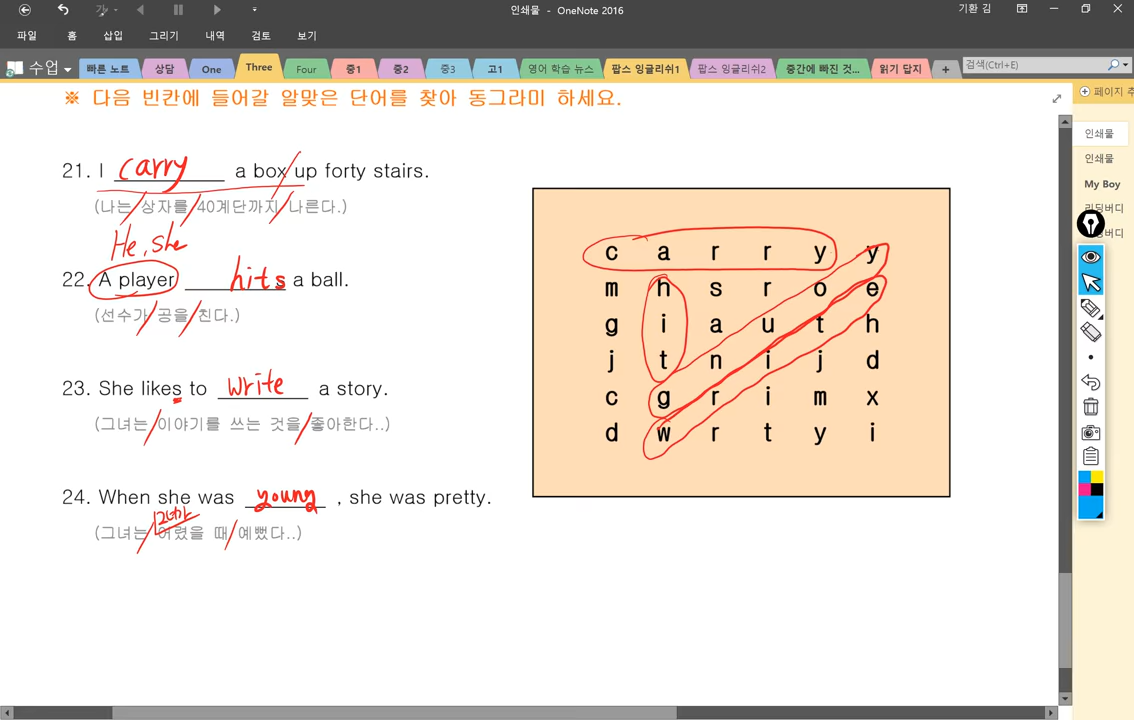 인쇄물 - OneNote 2016
기환 김
파일 홈 삽입 그리기 내역 검토 보기
수업 빠른 노트 상담 One Three Four 중1 중2 중3 고1 영어 학습 뉴스 팝스 잉글리쉬1 팝스 잉글리쉬2 중간에 빠진 것... 읽기 답지 + 검색(Ctrl+E)
※ 다음 빈칸에 들어갈 알맞은 단어를 찾아 동그라미 하세요.
페이지 추
인쇄물
인쇄물
My Boy
리딩버디
21. I carry a box up forty stairs.
(나는 상자를 40계단까지 나른다.)
He, she
22. A player hits a ball.
(선수가 공을 친다.)
23. She likes to write a story.
(그녀는 이야기를 쓰는 것을 좋아한다..)
24. When she was young , she was pretty.
그녀가
(그녀는 어렸을 때 예뻤다..)
c a r r y y
m h s r o e
g i a u t h
j t n i j d
c g r i m x
d w r t y i